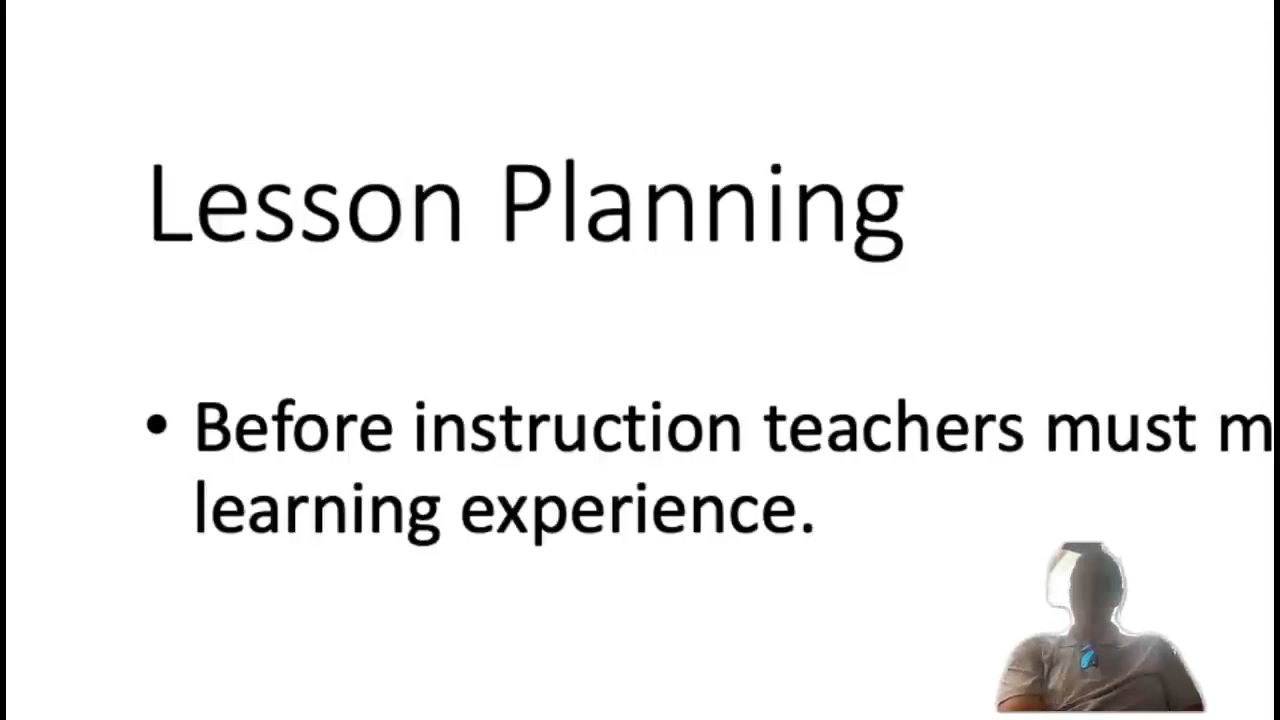 Lesson Planning
• Before instruction teachers must
learning experience.